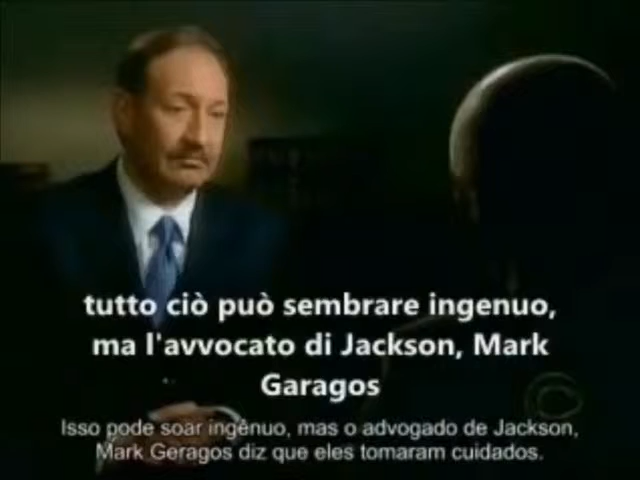 tutto ciò può sembrare ingenuo,
ma l'avvocato di Jackson, Mark
Garagos
Isso pode soar ingênuo, mas o advogado de Jackson,
Mark Geragos diz que eles tomaram cuidados.